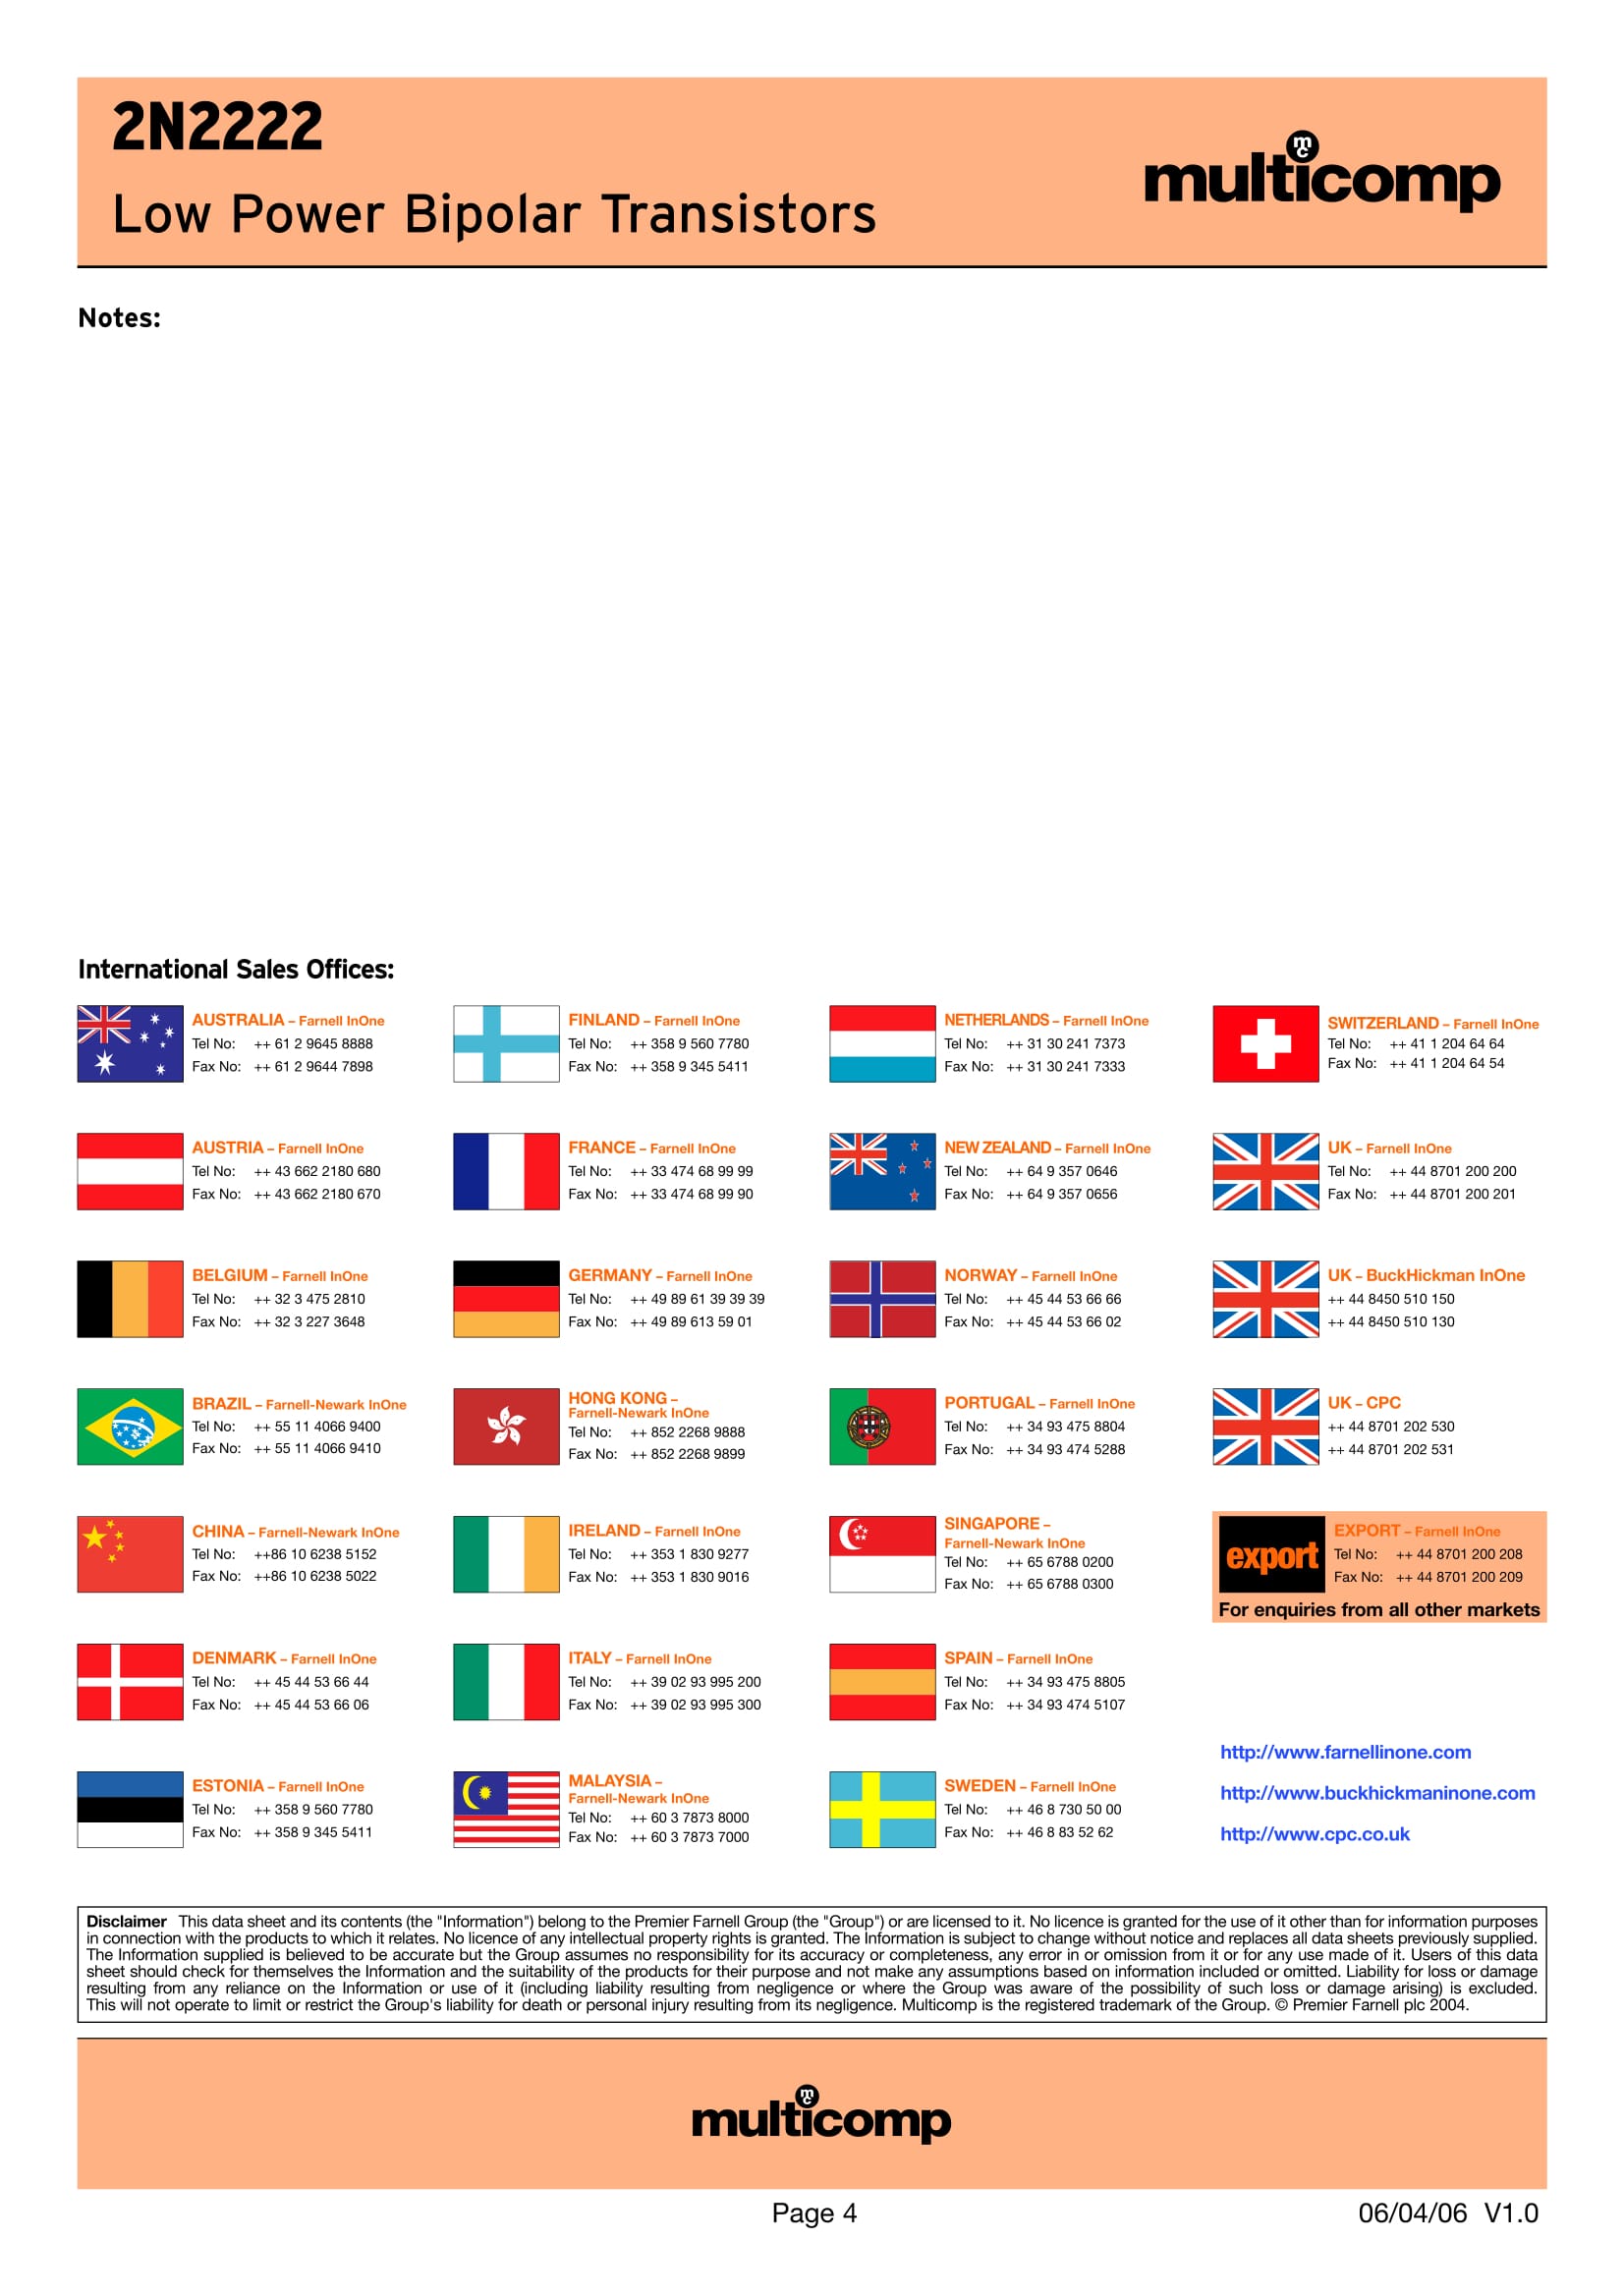 2N2222
Low Power Bipolar Transistors
mc
multicomp
Notes:
International Sales Offices:
AUSTRALIA – Farnell InOne
Tel No: ++ 61 2 9645 8888
Fax No: ++ 61 2 9644 7898
AUSTRIA – Farnell InOne
Tel No: ++ 43 662 2180 680
Fax No: ++ 43 662 2180 670
BELGIUM – Farnell InOne
Tel No: ++ 32 3 475 2810
Fax No: ++ 32 3 227 3648
BRAZIL – Farnell-Newark InOne
Tel No: ++ 55 11 4066 9400
Fax No: ++ 55 11 4066 9410
CHINA – Farnell-Newark InOne
Tel No: ++86 10 6238 5152
Fax No: ++86 10 6238 5022
DENMARK – Farnell InOne
Tel No: ++ 45 44 53 66 44
Fax No: ++ 45 44 53 66 06
ESTONIA – Farnell InOne
Tel No: ++ 358 9 560 7780
Fax No: ++ 358 9 345 5411
FINLAND – Farnell InOne
Tel No: ++ 358 9 560 7780
Fax No: ++ 358 9 345 5411
FRANCE – Farnell InOne
Tel No: ++ 33 474 68 99 99
Fax No: ++ 33 474 68 99 90
GERMANY – Farnell InOne
Tel No: ++ 49 89 61 39 39 39
Fax No: ++ 49 89 613 59 01
HONG KONG –
Farnell-Newark InOne
Tel No: ++ 852 2268 9888
Fax No: ++ 852 2268 9899
IRELAND – Farnell InOne
Tel No: ++ 353 1 830 9277
Fax No: ++ 353 1 830 9016
ITALY – Farnell InOne
Tel No: ++ 39 02 93 995 200
Fax No: ++ 39 02 93 995 300
MALAYSIA –
Farnell-Newark InOne
Tel No: ++ 60 3 7873 8000
Fax No: ++ 60 3 7873 7000
NETHERLANDS – Farnell InOne
Tel No: ++ 31 30 241 7373
Fax No: ++ 31 30 241 7333
NEW ZEALAND – Farnell InOne
Tel No: ++ 64 9 357 0646
Fax No: ++ 64 9 357 0656
NORWAY – Farnell InOne
Tel No: ++ 45 44 53 66 66
Fax No: ++ 45 44 53 66 02
PORTUGAL – Farnell InOne
Tel No: ++ 34 93 475 8804
Fax No: ++ 34 93 474 5288
SINGAPORE –
Farnell-Newark InOne
Tel No: ++ 65 6788 0200
Fax No: ++ 65 6788 0300
SPAIN – Farnell InOne
Tel No: ++ 34 93 475 8805
Fax No: ++ 34 93 474 5107
SWEDEN – Farnell InOne
Tel No: ++ 46 8 730 50 00
Fax No: ++ 46 8 83 52 62
SWITZERLAND – Farnell InOne
Tel No: ++ 41 1 204 64 64
Fax No: ++ 41 1 204 64 54
UK – Farnell InOne
Tel No: ++ 44 8701 200 200
Fax No: ++ 44 8701 200 201
UK – BuckHickman InOne
++ 44 8450 510 150
++ 44 8450 510 130
UK – CPC
++ 44 8701 202 530
++ 44 8701 202 531
export
EXPORT – Farnell InOne
Tel No: ++ 44 8701 200 208
Fax No: ++ 44 8701 200 209
For enquiries from all other markets
http://www.farnellinone.com
http://www.buckhickmaninone.com
http://www.cpc.co.uk
Disclaimer This data sheet and its contents (the "Information") belong to the Premier Farnell Group (the "Group") or are licensed to it. No licence is granted for the use of it other than for information purposes
in connection with the products to which it relates. No licence of any intellectual property rights is granted. The Information is subject to change without notice and replaces all data sheets previously supplied.
The Information supplied is believed to be accurate but the Group assumes no responsibility for its accuracy or completeness, any error in or omission from it or for any use made of it. Users of this data
sheet should check for themselves the Information and the suitability of the products for their purpose and not make any assumptions based on information included or omitted. Liability for loss or damage
resulting from any reliance on the Information or use of it (including liability resulting from negligence or where the Group was aware of the possibility of such loss or damage arising) is excluded.
This will not operate to limit or restrict the Group's liability for death or personal injury resulting from its negligence. Multicomp is the registered trademark of the Group. © Premier Farnell plc 2004.
mc
multicomp
Page 4
06/04/06 V1.0